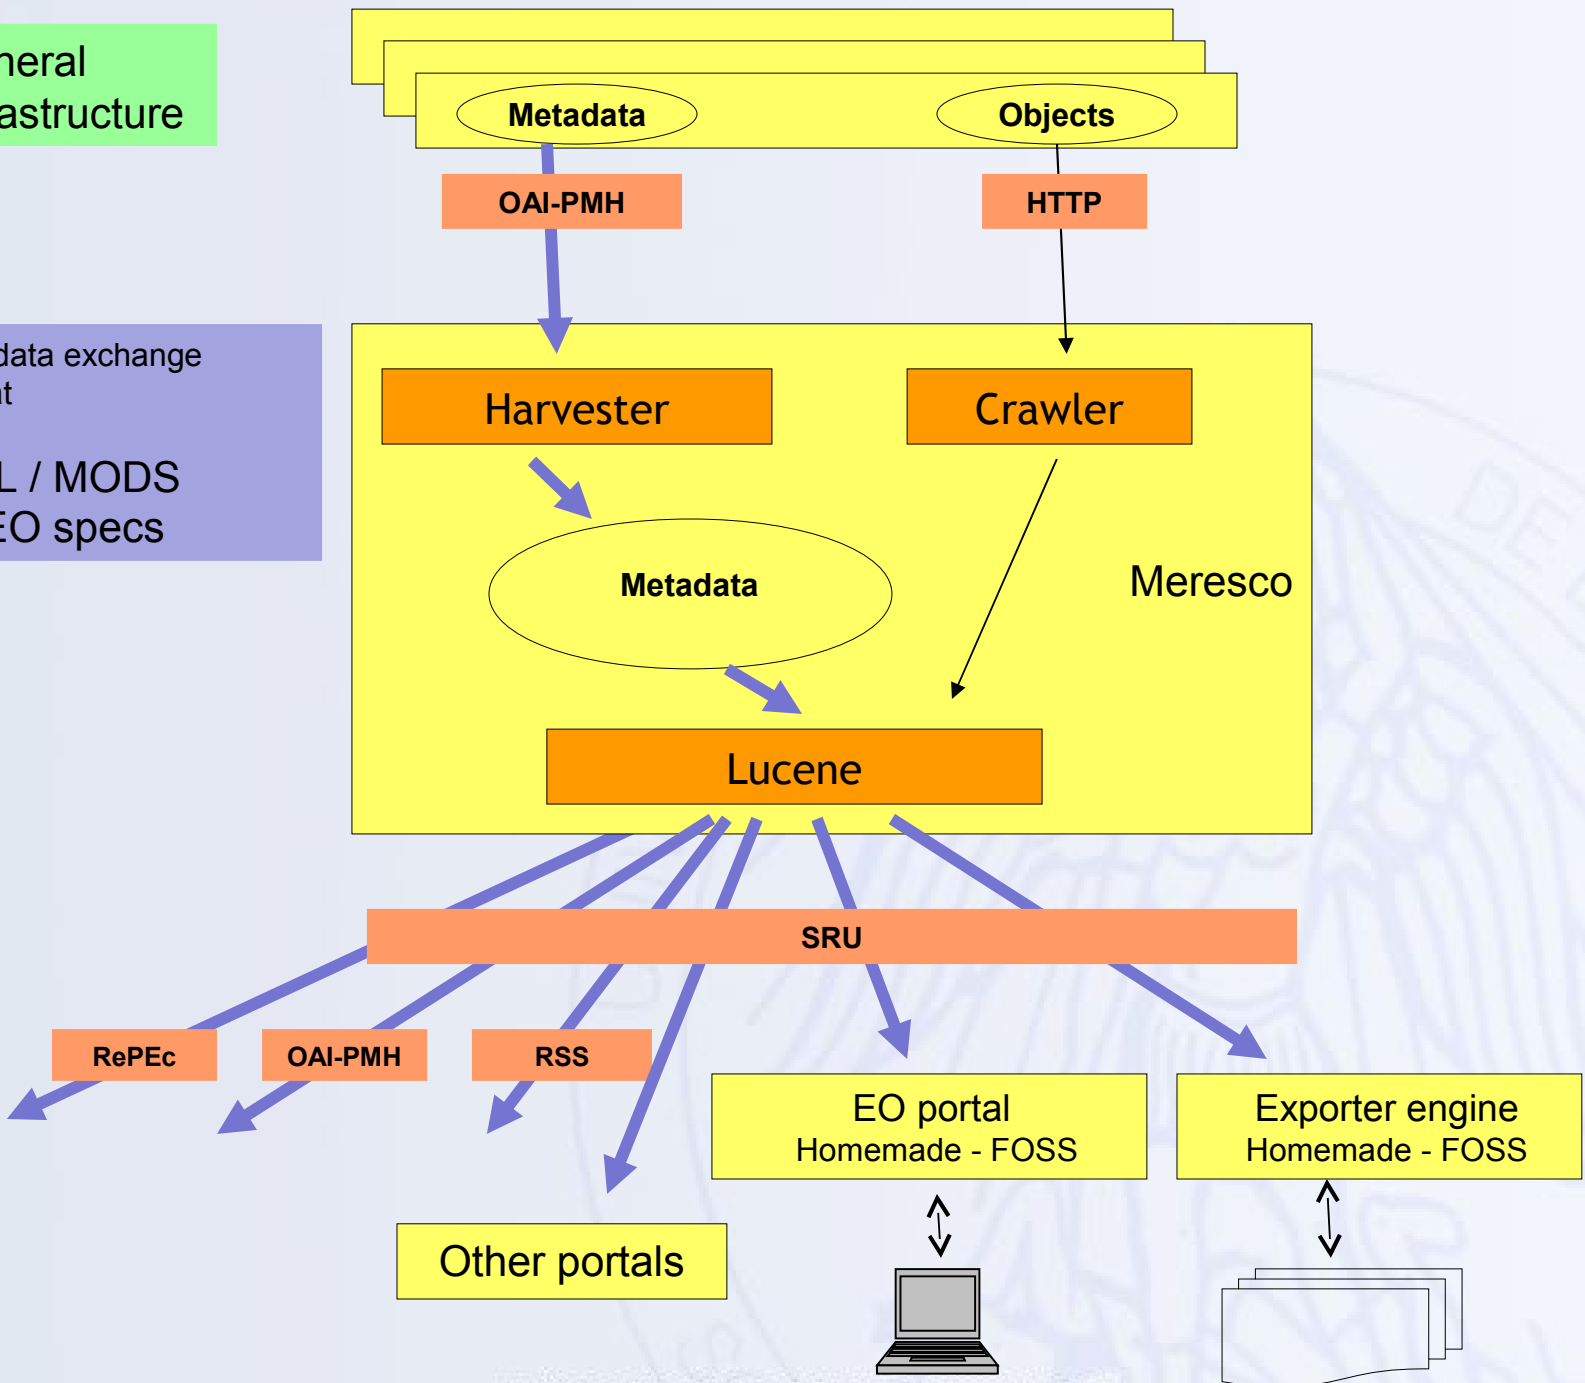 neral
astructure
Metadata
Objects
OAI-PMH
HTTP
data exchange
at
L / MODS
EO specs
Harvester
Crawler
Metadata
Meresco
Lucene
SRU
RePEc
OAI-PMH
RSS
EO portal
Homemade - FOSS
Exporter engine
Homemade - FOSS
Other portals